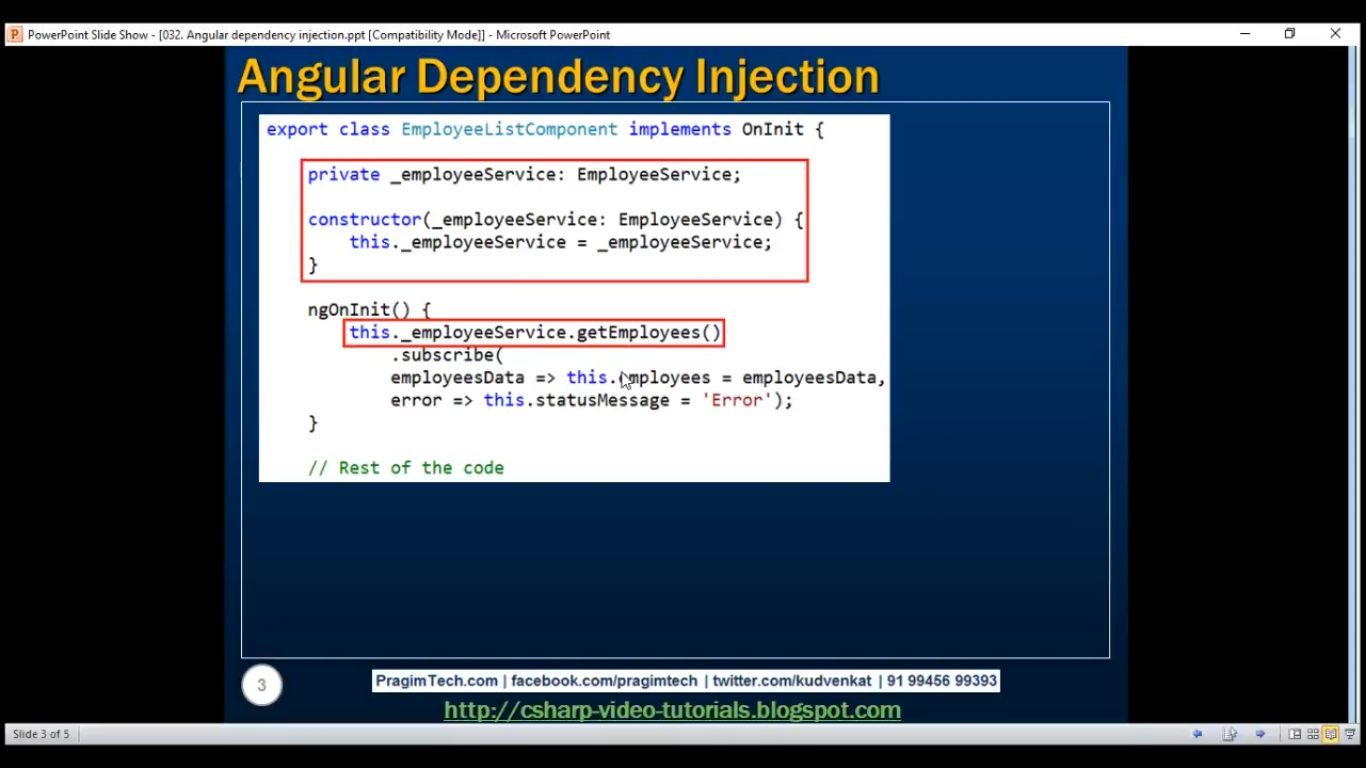 PowerPoint Slide Show - [032. Angular dependency injection.ppt [Compatibility Mode]] - Microsoft PowerPoint
Angular Dependency Injection
export class EmployeeListComponent implements OnInit {
private _employeeService: EmployeeService;
constructor(_employeeService: EmployeeService) {
this._employeeService = _employeeService;
}
ngOnInit() {
this._employeeService.getEmployees()
.subscribe(
employeesData => this.employees = employeesData,
error => this.statusMessage = 'Error');
}
// Rest of the code
3
PragimTech.com | facebook.com/pragimtech | twitter.com/kudvenkat | 91 99456 99393
http://csharp-video-tutorials.blogspot.com
Slide 3 of 5